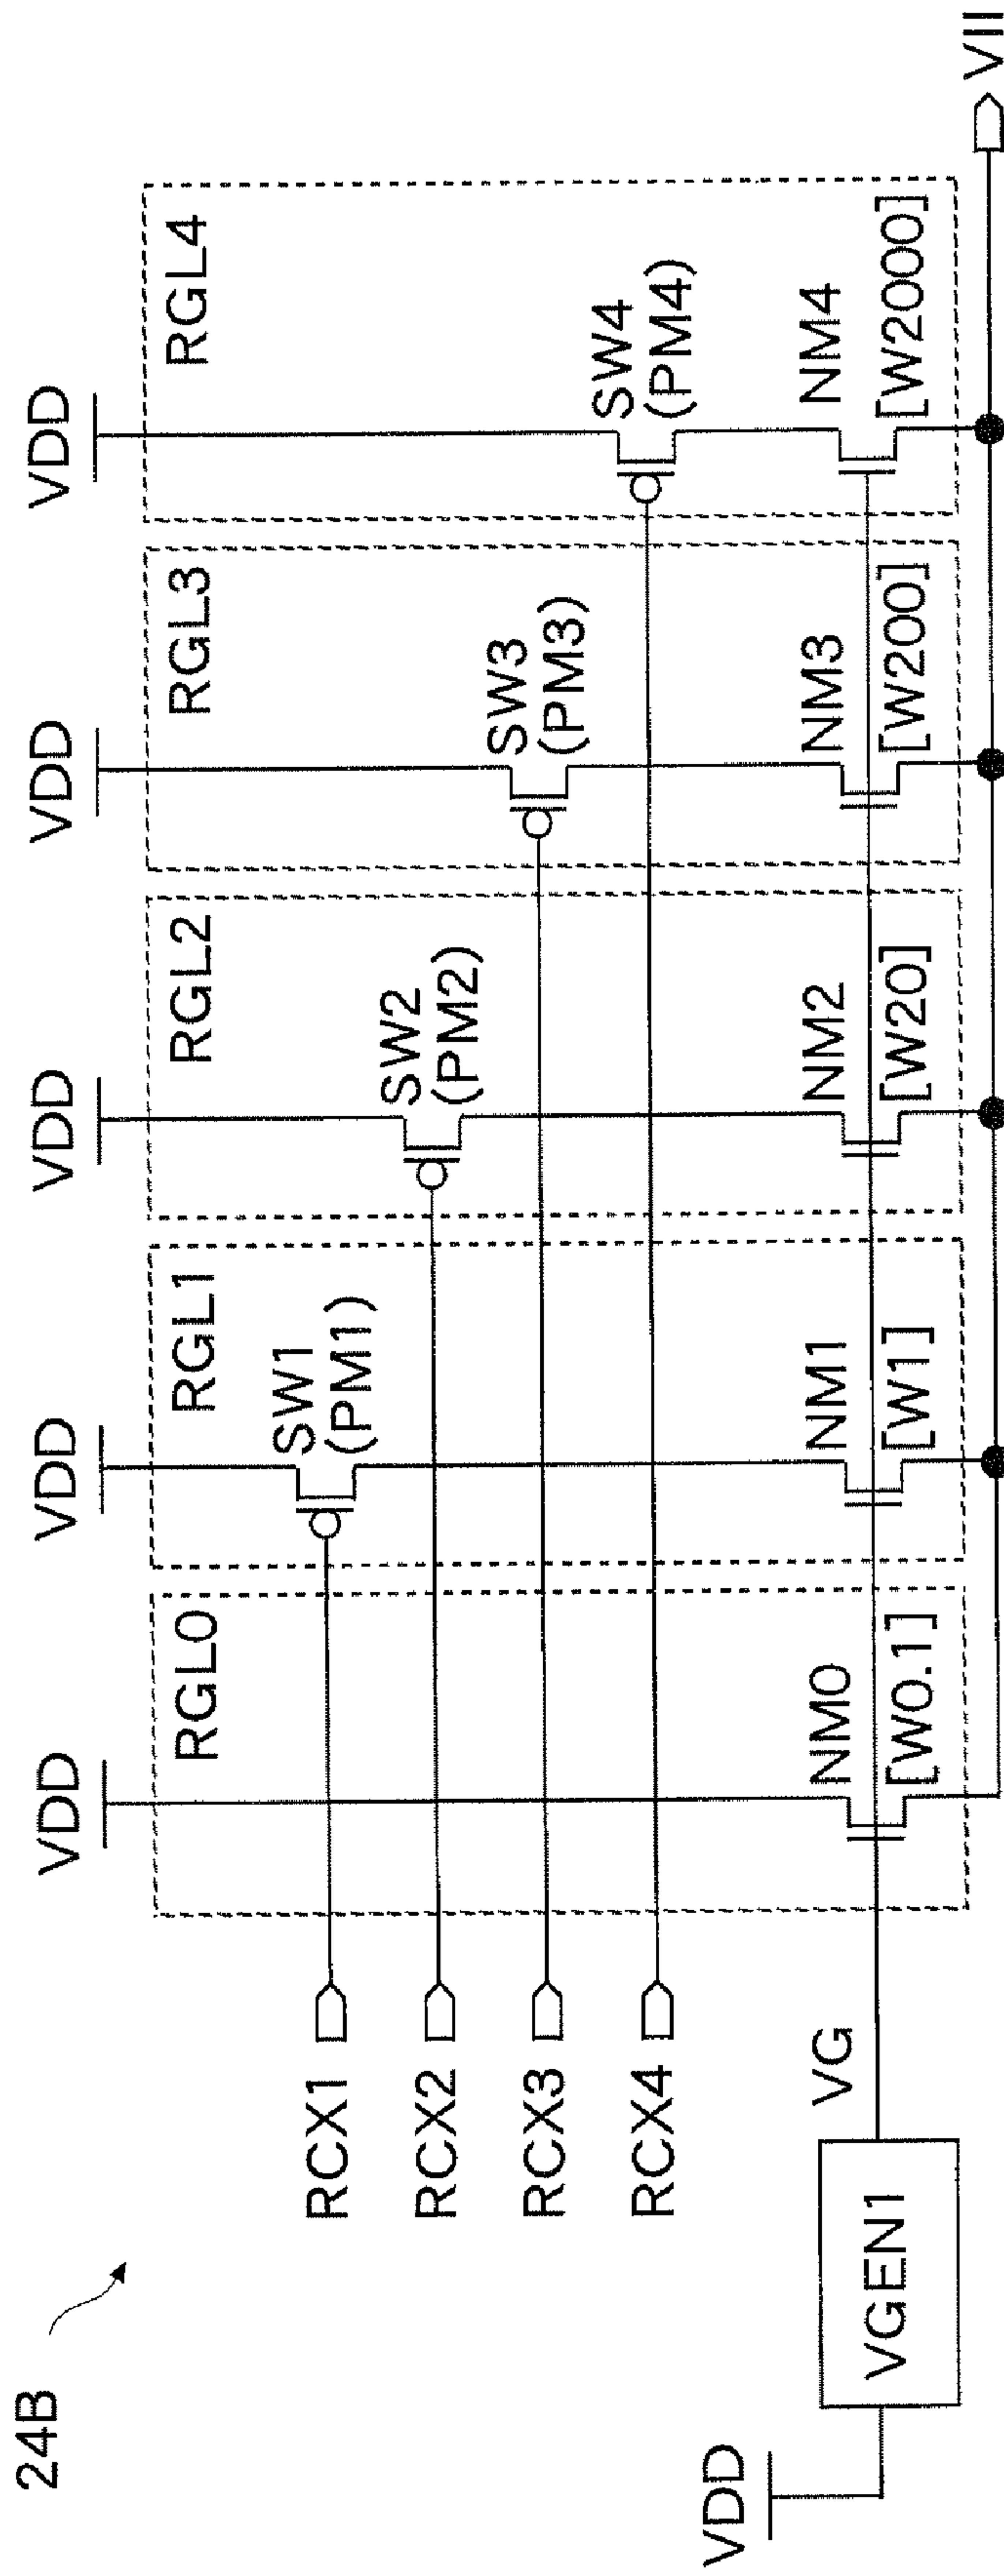 24B
VDD
VDD
VDD
VDD
VDD
RGL0
RGL1
RGL2
RGL3
RGL4
RCX1
SW1
(PM1)
RCX2
SW2
(PM2)
RCX3
SW3
(PM3)
RCX4
SW4
(PM4)
VDD
VGEN1
VG
NM0
[W0.1]
NM1
[W1]
NM2
[W20]
NM3
[W200]
NM4
[W2000]
VII